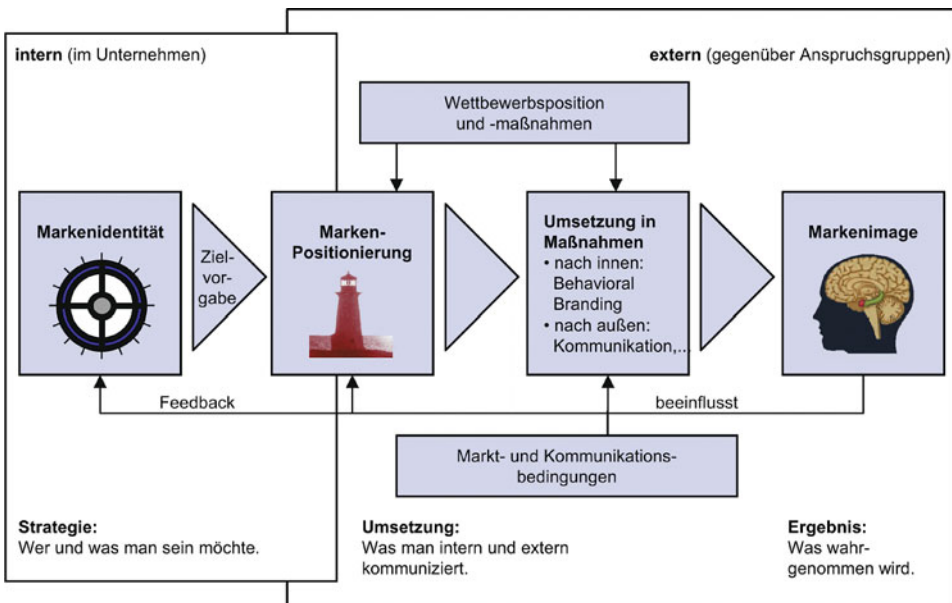 intern (im Unternehmen)
extern (gegenüber Anspruchsgruppen)
Wettbewerbsposition
und -maßnahmen
Markenidentität
Ziel-
vor-
gabe
Marken-
Positionierung
Umsetzung in
Maßnahmen
• nach innen:
Behavioral
Branding
• nach außen:
Kommunikation,...
Markenimage
Feedback
beeinflusst
Markt- und Kommunikations-
bedingungen
Strategie:
Wer und was man sein möchte.
Umsetzung:
Was man intern und extern
kommuniziert.
Ergebnis:
Was wahr-
genommen wird.